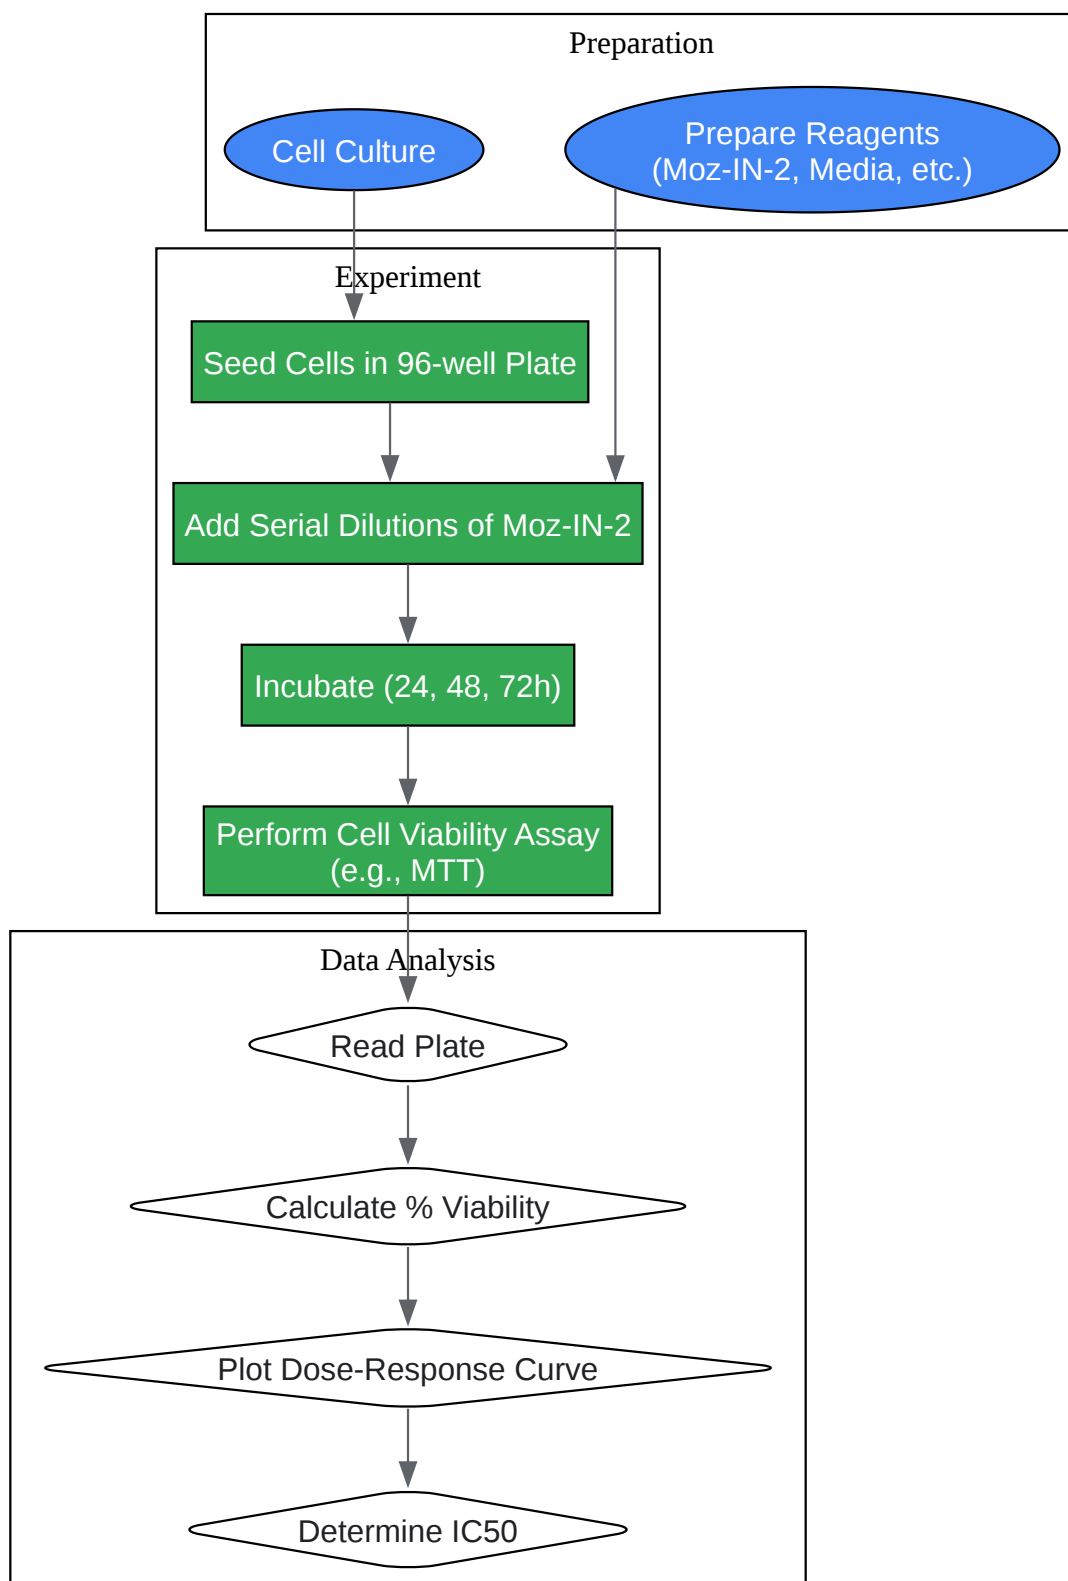 Preparation
Cell Culture
Prepare Reagents
(Moz-IN-2, Media, etc.)
Experiment
Seed Cells in 96-well Plate
Add Serial Dilutions of Moz-IN-2
Incubate (24, 48, 72h)
Perform Cell Viability Assay
(e.g., MTT)
Data Analysis
Read Plate
Calculate % Viability
Plot Dose-Response Curve
Determine IC50